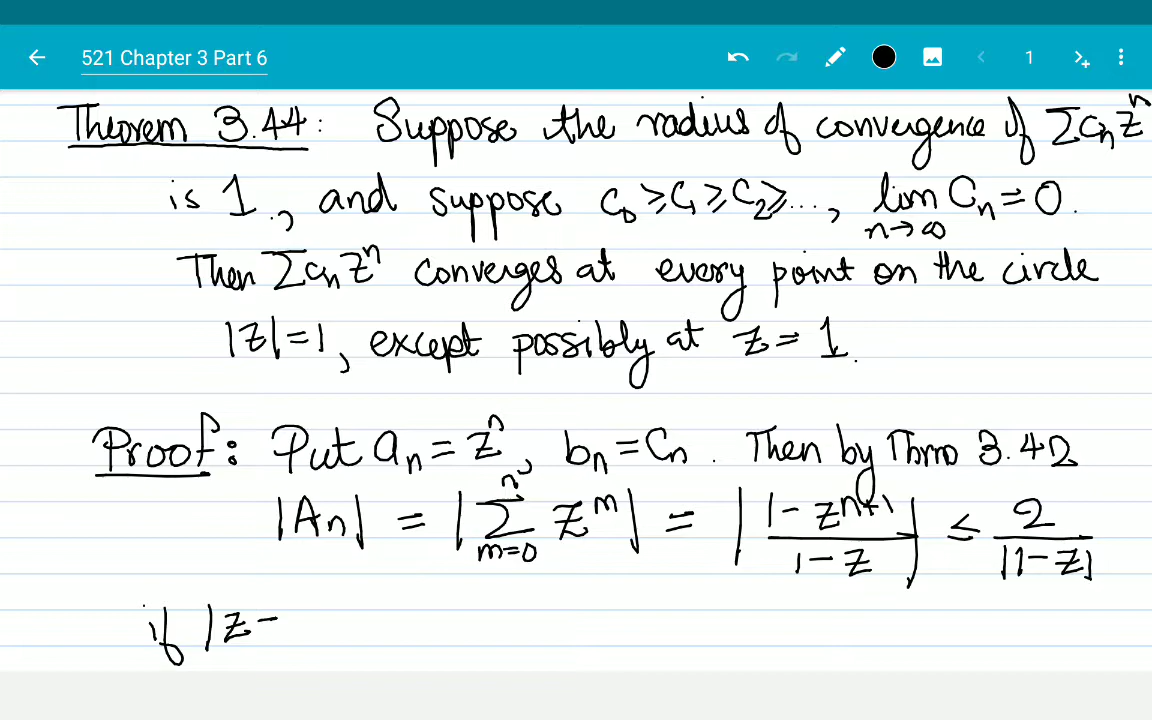 521 Chapter 3 Part 6
1
Theorem 3.44: Suppose the radius of convergence of Σcₙzⁿ
is 1, and suppose c₀ ≥ c₁ ≥ c₂ ≥ ..., lim n→∞ Cₙ = 0.
Then Σcₙzⁿ converges at every point on the circle
|z| = 1, except possibly at z = 1.
Proof: Put aₙ = zⁿ, bₙ = Cₙ. Then by Thm 3.42
|Aₙ| = |Σ_{m=0}^{n} z^m| = |(1 - z^{n+1})/(1 - z)| ≤ 2/|1 - z|
if |z -